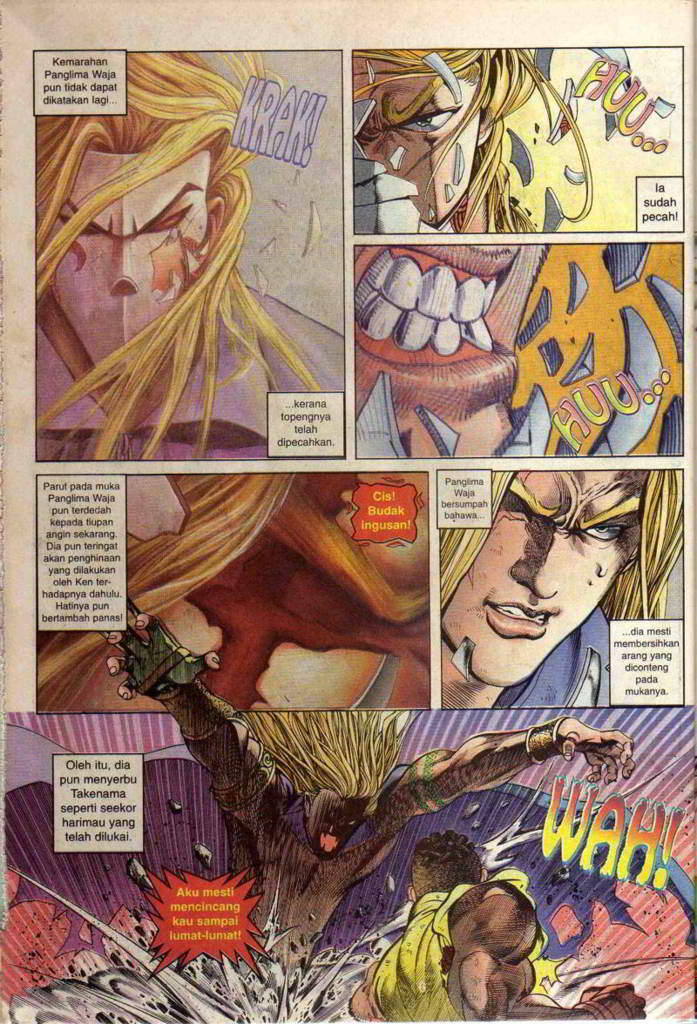 Kemarahan
Panglima Waja
pun tidak dapat
dikatakan lagi...
KRAK!
...kerana
topengnya
telah
dipecahkan.
HUU...
Ia
sudah
pecah!
HUU...
Parut pada muka
Panglima Waja
pun terdedah
kepada tiupan
angin sekarang.
Dia pun teringat
akan penghinaan
yang dilakukan
oleh Ken ter-
hadapnya dahulu.
Hatinya pun
bertambah panas!
Cis!
Budak
ingusan!
Panglima
Waja
bersumpah
bahawa...
...dia mesti
membersihkan
arang yang
diconteng
pada
mukanya.
Oleh itu, dia
pun menyerbu
Takenama
seperti seekor
harimau yang
telah dilukai.
WAH!
Aku mesti
mencincang
kau sampai
lumat-lumat!